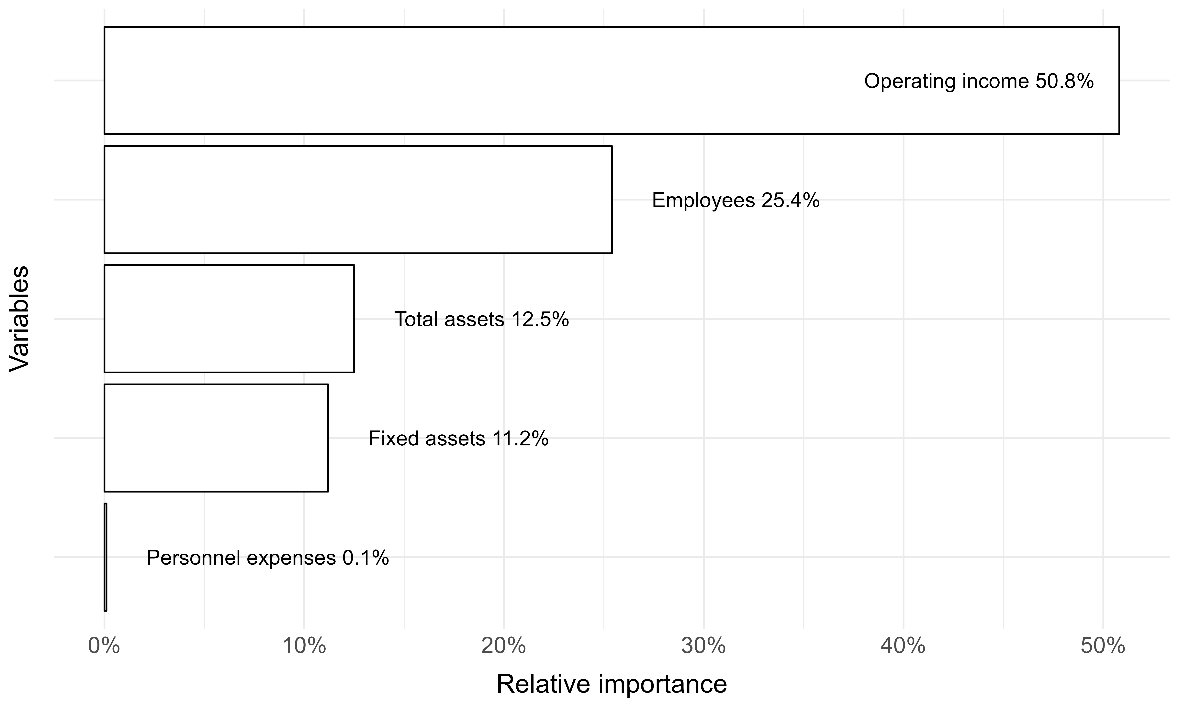 Operating income 50.8%
Employees 25.4%
Total assets 12.5%
Fixed assets 11.2%
Personnel expenses 0.1%
Variables
0% 10% 20% 30% 40% 50%
Relative importance